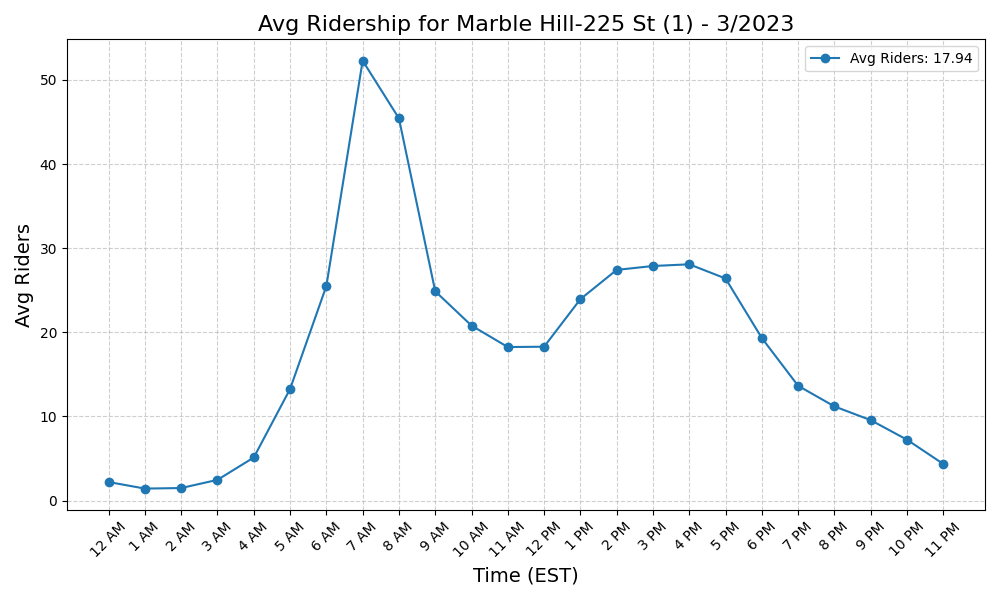 Avg Ridership for Marble Hill-225 St (1) - 3/2023
Avg Riders: 17.94
Avg Riders
50
40
30
20
10
0
12 AM
1 AM
2 AM
3 AM
4 AM
5 AM
6 AM
7 AM
8 AM
9 AM
10 AM
11 AM
12 PM
1 PM
2 PM
3 PM
4 PM
5 PM
6 PM
7 PM
8 PM
9 PM
10 PM
11 PM
Time (EST)